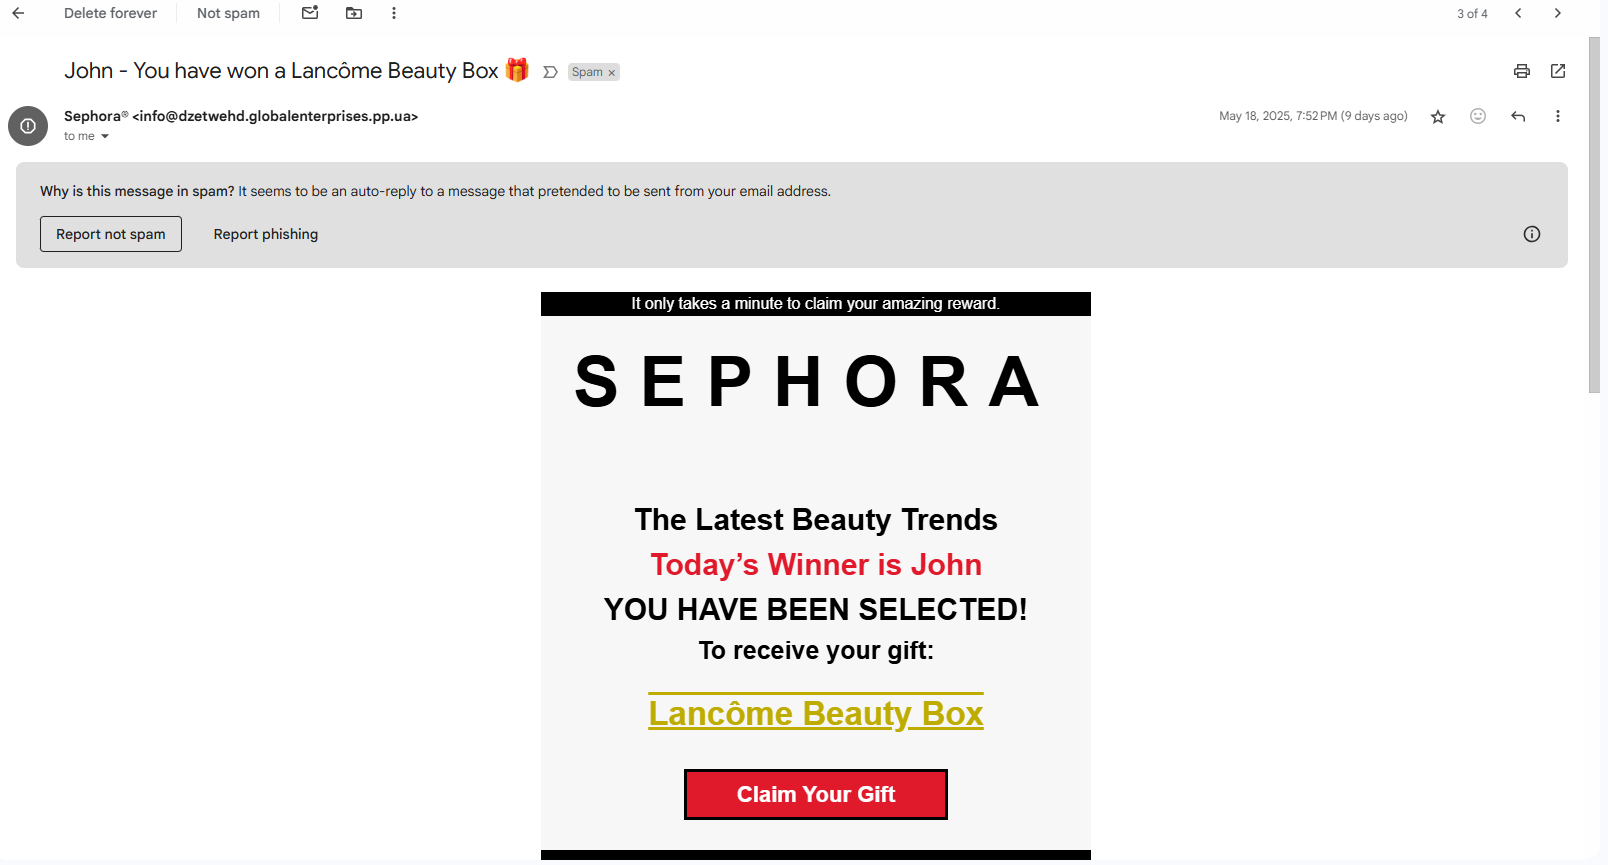 Delete forever
Not spam
3 of 4
John - You have won a Lancôme Beauty Box 🎁
Spam ×
Sephora® <info@dzetwehd.globalenterprises.pp.ua>
May 18, 2025, 7:52 PM (9 days ago)
to me
Why is this message in spam? It seems to be an auto-reply to a message that pretended to be sent from your email address.
Report not spam
Report phishing
It only takes a minute to claim your amazing reward.
SEPHORA
The Latest Beauty Trends
Today’s Winner is John
YOU HAVE BEEN SELECTED!
To receive your gift:
Lancôme Beauty Box
Claim Your Gift